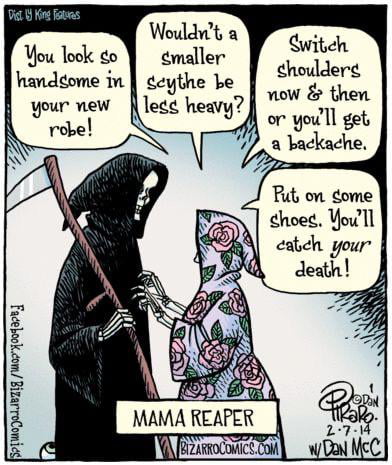 Dist. by King Features
You look so
handsome in
your new
robe!
Wouldn't a
smaller
scythe be
less heavy?
Switch
shoulders
now & then
or you'll get
a backache.
Put on some
shoes. You'll
catch your
death!
Facebook.com/BizarroComics
MAMA REAPER
BIZARROCOMICS.COM
©DAN
PiRARO.
2-7-14
W/ DAN McC